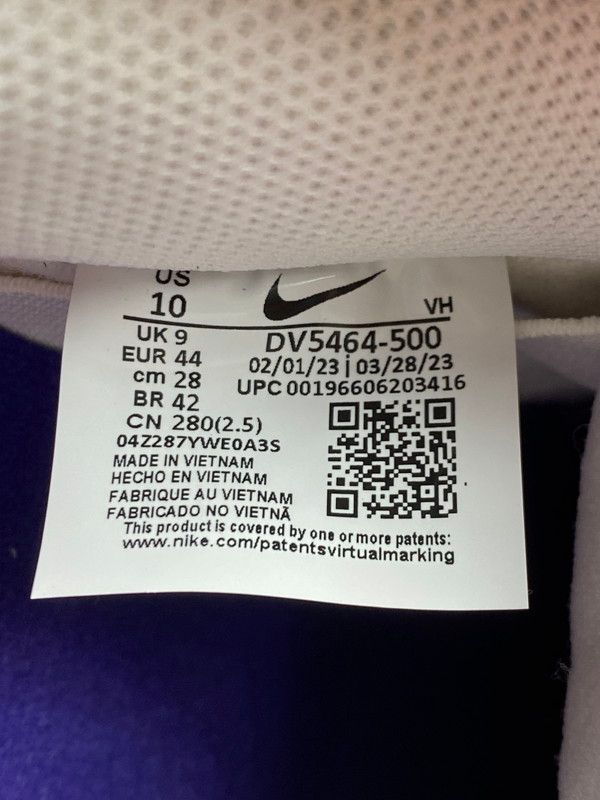 US
10
VH
UK 9
EUR 44
cm 28
BR 42
CN 280(2.5)
DV5464-500
02/01/23 | 03/28/23
UPC 00196606203416
04Z287YWE0A3S
MADE IN VIETNAM
HECHO EN VIETNAM
FABRIQUE AU VIETNAM
FABRICADO NO VIETNÃ
This product is covered by one or more patents:
www.nike.com/patentsvirtualmarking